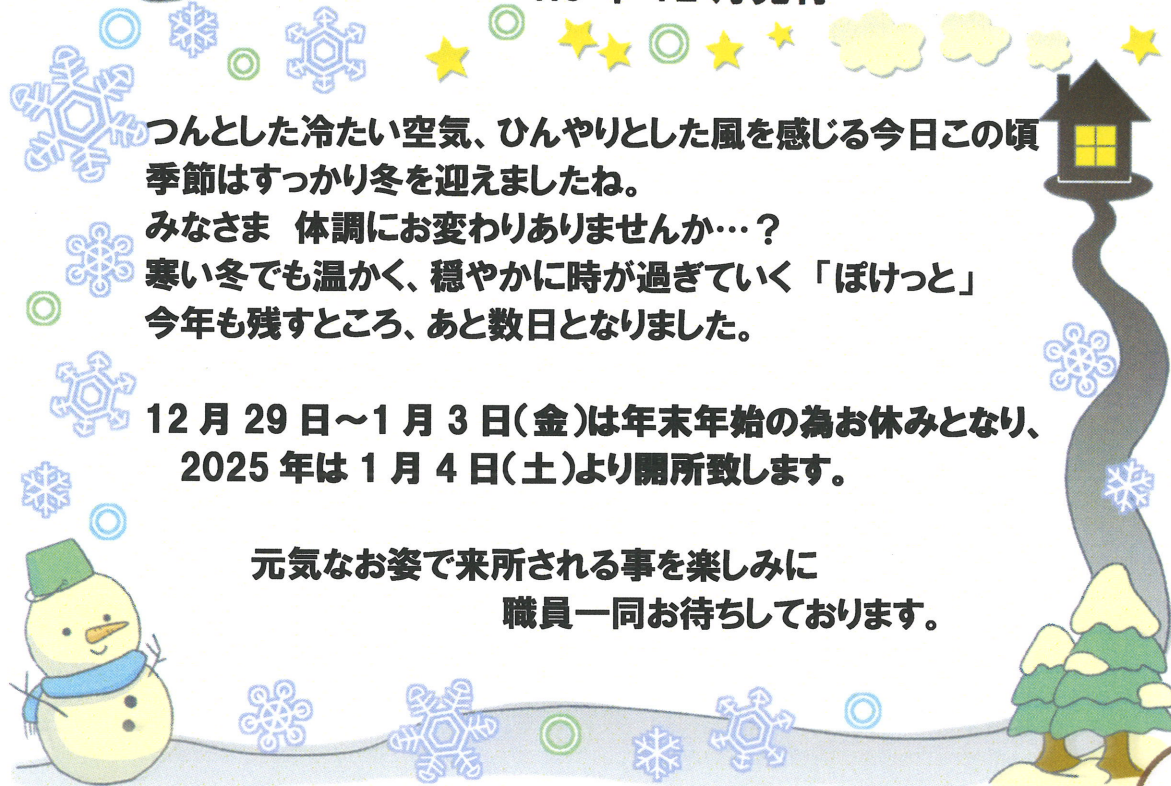 つんとした冷たい空気、ひんやりとした風を感じる今日この頃
季節はすっかり冬を迎えましたね。
みなさま　体調にお変わりありませんか…？
寒い冬でも温かく、穏やかに時が過ぎていく「ぽけっと」
今年も残すところ、あと数日となりました。
12月29日～1月3日(金)は年末年始の為お休みとなり、
2025年は1月4日(土)より開所致します。
元気なお姿で来所される事を楽しみに
職員一同お待ちしております。